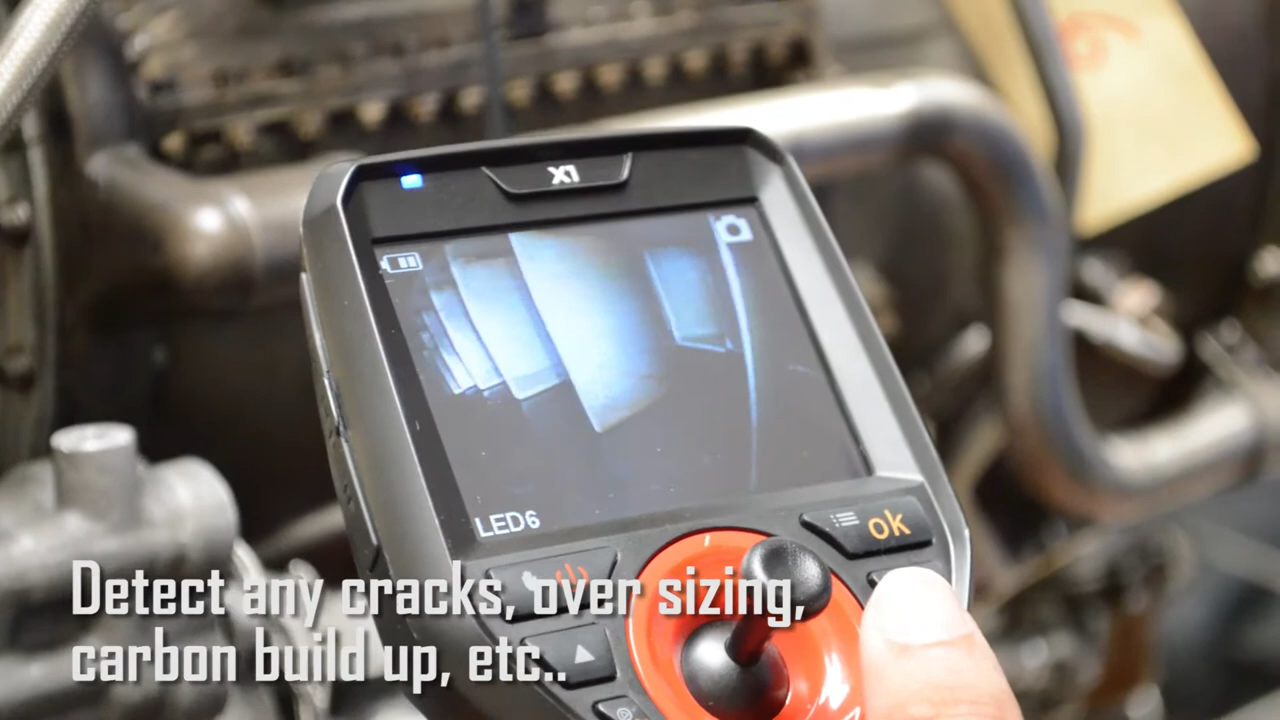 X1
LED6
ok
Detect any cracks, over sizing,
carbon build up, etc..